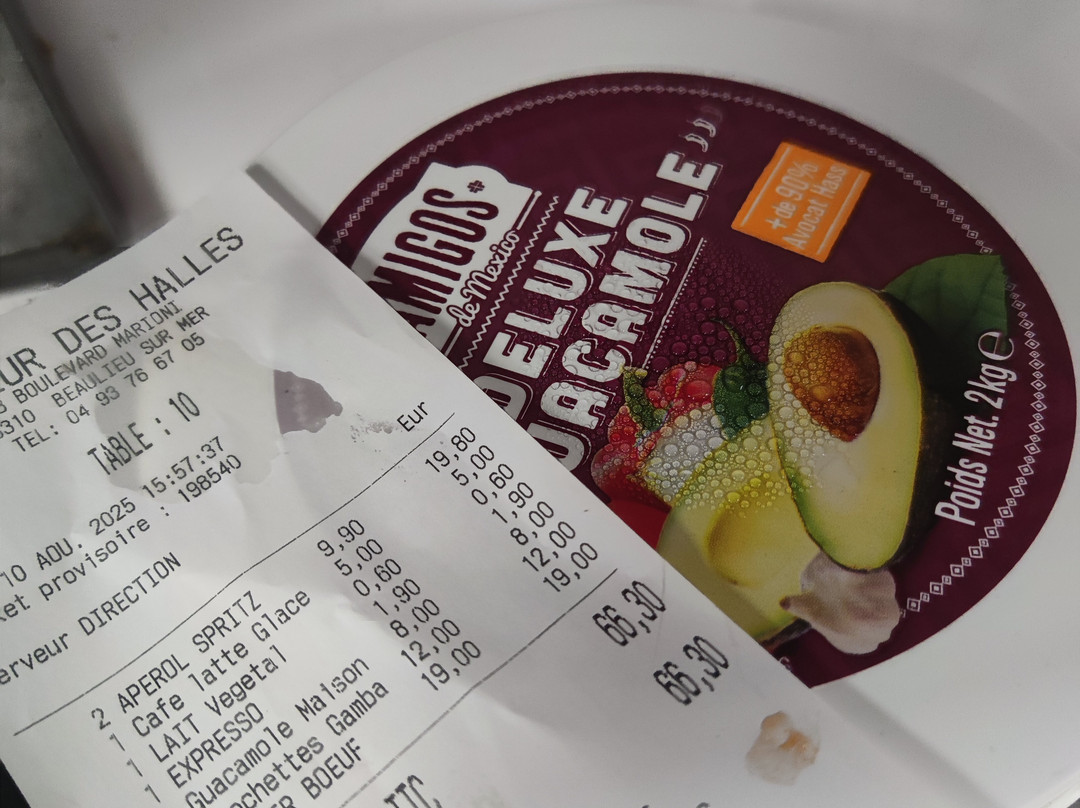 UR DES HALLES
BOULEVARD MARIONI
310 BEAULIEU SUR MER
TEL: 04 93 76 67 05
TABLE : 10
10 AOU. 2025 15:57:37
ket provisoire : 198540
erveur DIRECTION
Eur
2 APEROL SPRITZ 9,90 19,80
1 Cafe latte Glace 5,00 5,00
1 LAIT Vegetal 0,60 0,60
1 EXPRESSO 1,90 1,90
Guacamole Maison 8,00 8,00
ochettes Gamba 12,00 12,00
ER BOEUF 19,00 19,00
66,30
TTC 66,30
AMIGOS
de Mexico
DELUXE
UACAMOLE
+ de 90%
Avocat Hass
Poids Net. 2kg e